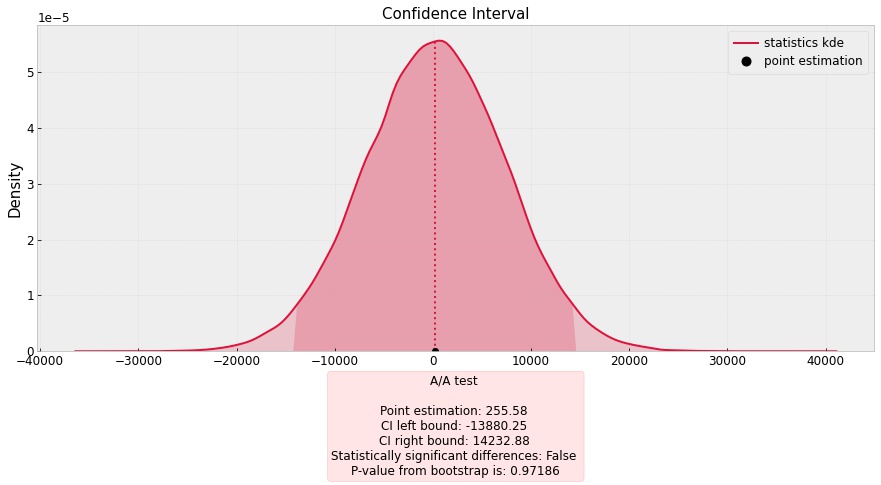 Confidence Interval
1e−5
statistics kde
point estimation
Density
5
4
3
2
1
0
−40000 −30000 −20000 −10000 0 10000 20000 30000 40000
A/A test
Point estimation: 255.58
CI left bound: -13880.25
CI right bound: 14232.88
Statistically significant differences: False
P-value from bootstrap is: 0.97186